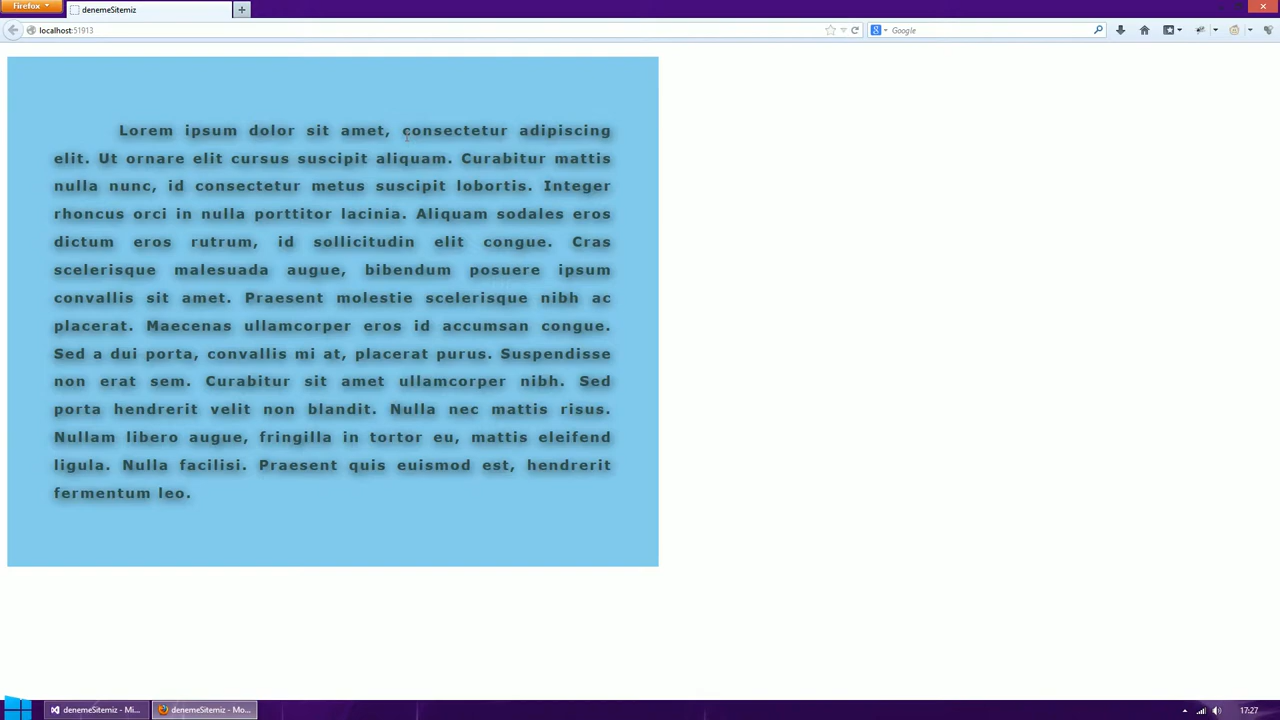 Firefox
denemeSitemiz
localhost:51913
Google
Lorem ipsum dolor sit amet, consectetur adipiscing
elit. Ut ornare elit cursus suscipit aliquam. Curabitur mattis
nulla nunc, id consectetur metus suscipit lobortis. Integer
rhoncus orci in nulla porttitor lacinia. Aliquam sodales eros
dictum eros rutrum, id sollicitudin elit congue. Cras
scelerisque malesuada augue, bibendum posuere ipsum
convallis sit amet. Praesent molestie scelerisque nibh ac
placerat. Maecenas ullamcorper eros id accumsan congue.
Sed a dui porta, convallis mi at, placerat purus. Suspendisse
non erat sem. Curabitur sit amet ullamcorper nibh. Sed
porta hendrerit velit non blandit. Nulla nec mattis risus.
Nullam libero augue, fringilla in tortor eu, mattis eleifend
ligula. Nulla facilisi. Praesent quis euismod est, hendrerit
fermentum leo.
denemeSitemiz - Mi...
denemeSitemiz - Mo...
17:27